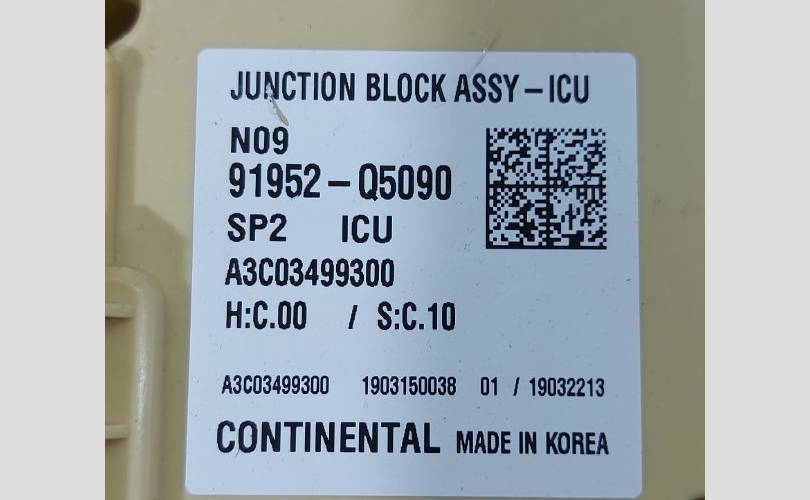 JUNCTION BLOCK ASSY-ICU
N09
91952-Q5090
SP2 ICU
A3C03499300
H:C.00 / S:C.10
A3C03499300 1903150038 01 / 19032213
CONTINENTAL MADE IN KOREA